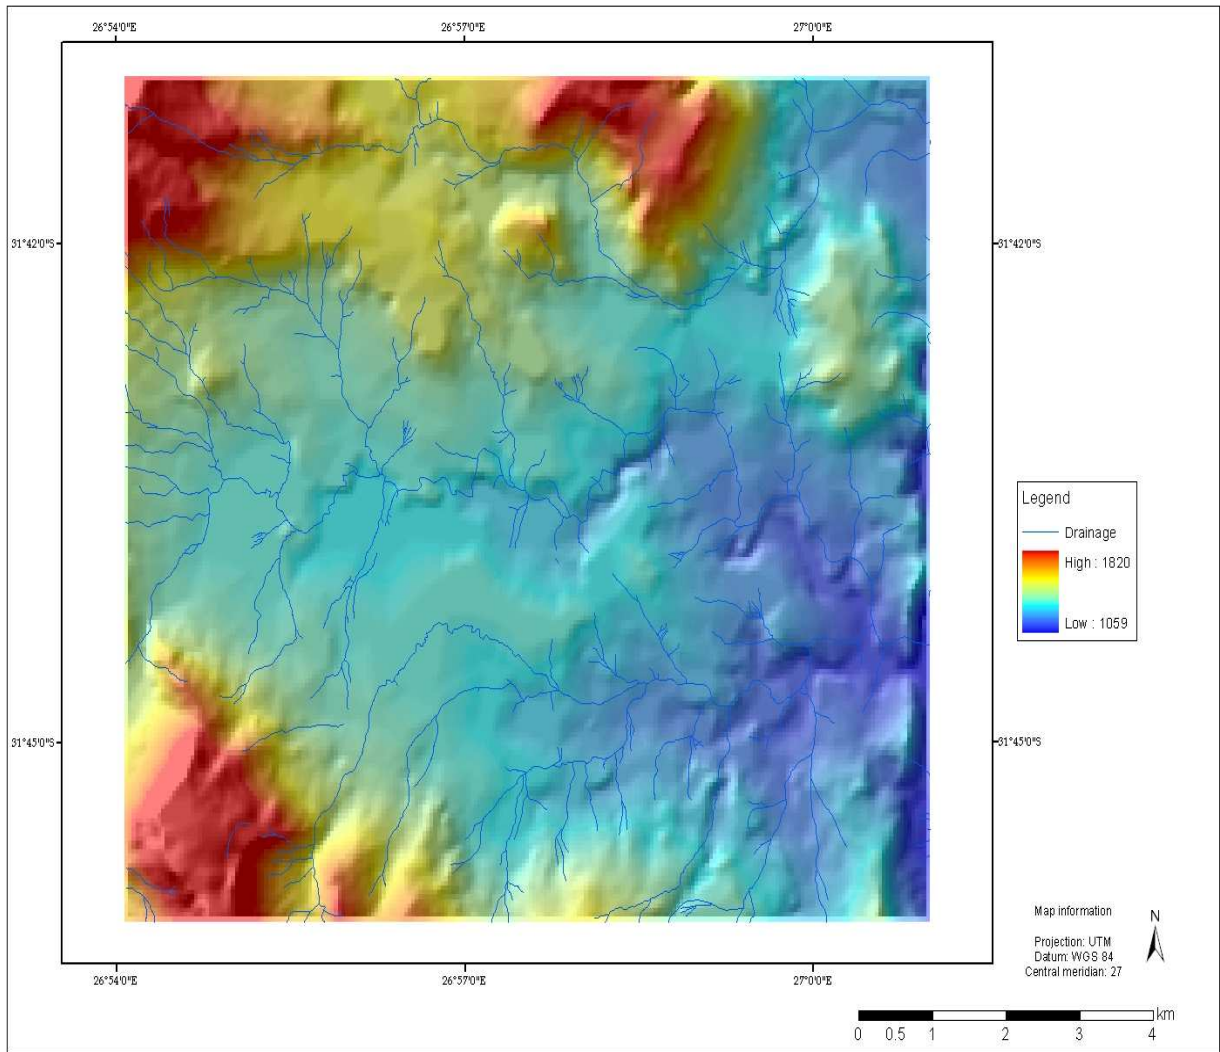 26°54'0"E 26°57'0"E 27°0'0"E
31°42'0"S 31°42'0"S
Legend
Drainage
High : 1820
Low : 1059
31°45'0"S 31°45'0"S
Map information
N
Projection: UTM
Datum: WGS 84
Central meridian: 27
26°54'0"E 26°57'0"E 27°0'0"E
km
0 0.5 1 2 3 4